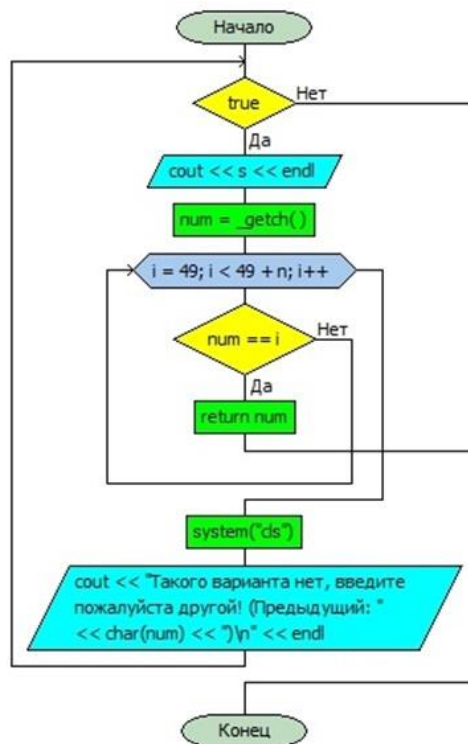 Начало
true
Нет
Да
cout << s << endl
num = _getch( )
i = 49; i < 49 + n; i++
num == i
Нет
Да
return num
system("cls")
cout << "Такого варианта нет, введите
пожалуйста другой! (Предыдущий: "
<< char(num) << ")\n" << endl
Конец